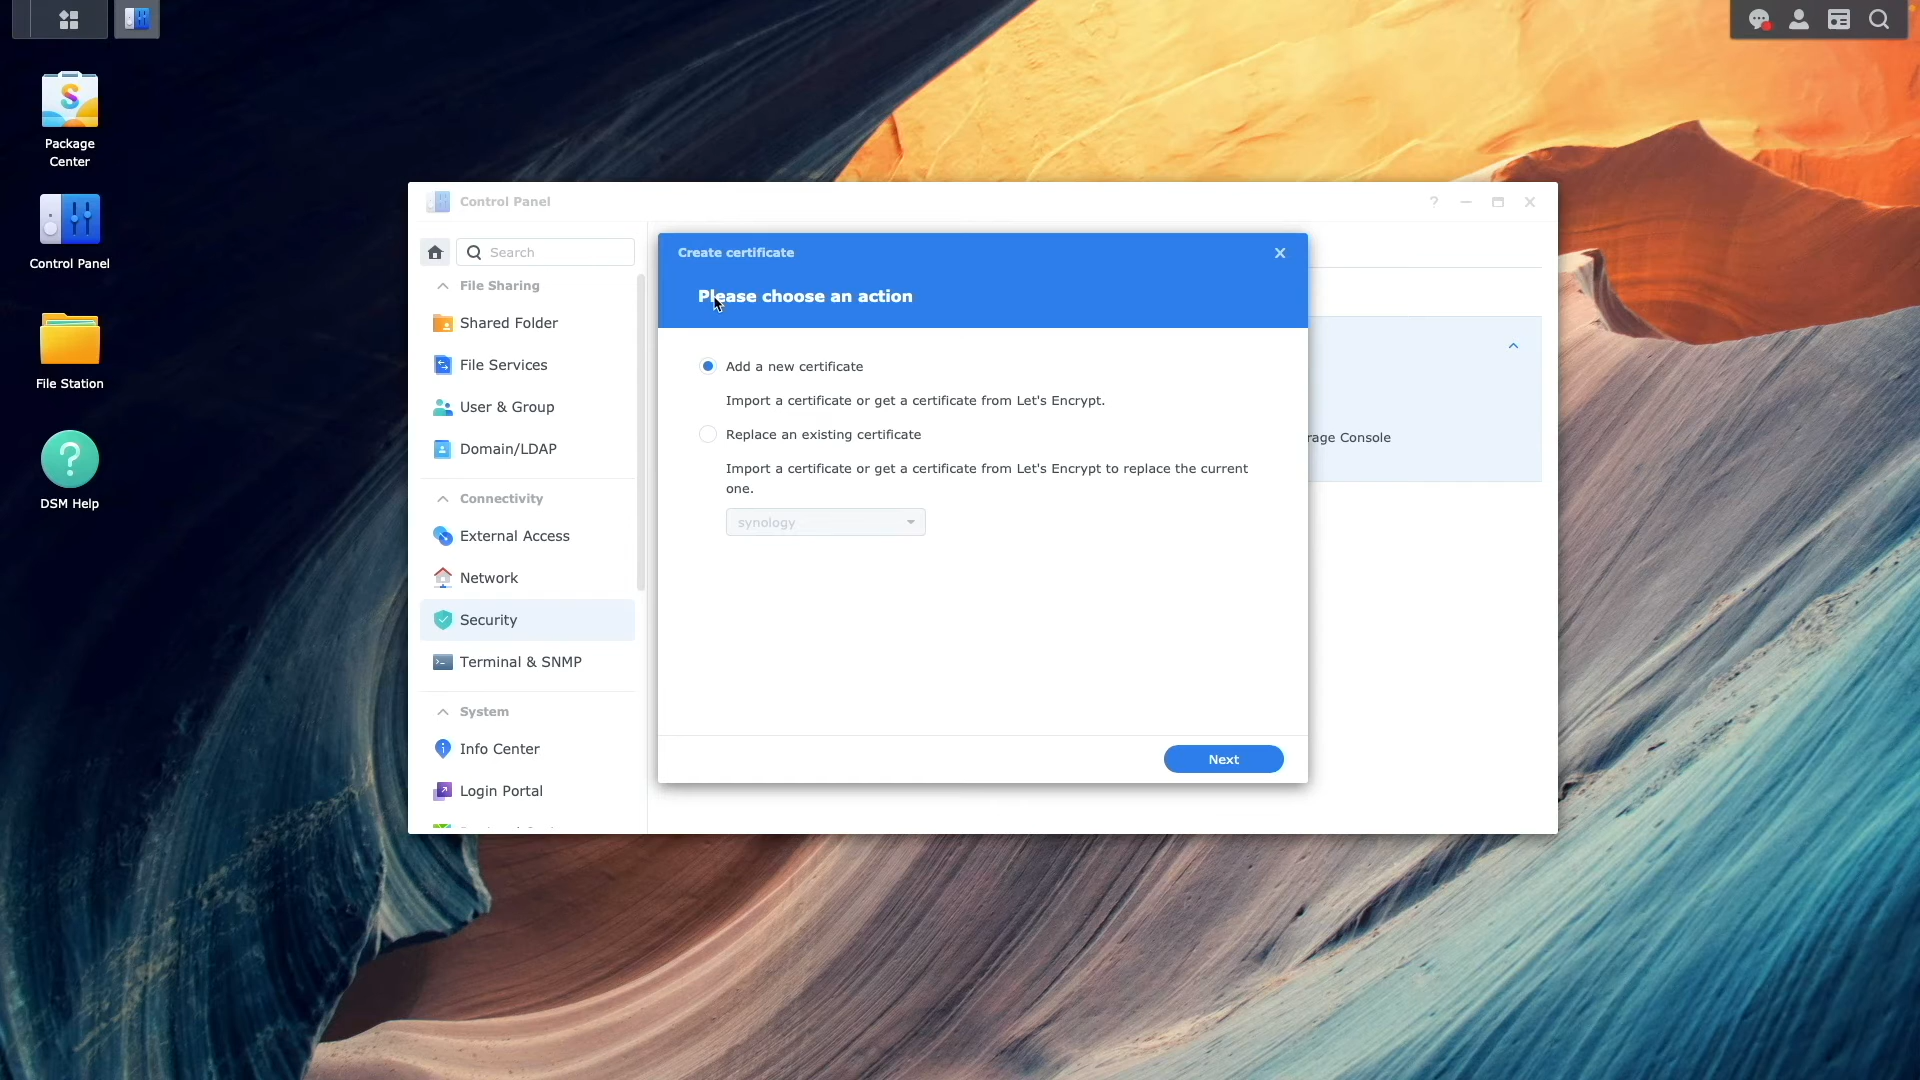 Package
Center
Control Panel
File Station
DSM Help
Control Panel
Search
File Sharing
Shared Folder
File Services
User & Group
Domain/LDAP
Connectivity
External Access
Network
Security
Terminal & SNMP
System
Info Center
Login Portal
Create certificate
Please choose an action
Add a new certificate
Import a certificate or get a certificate from Let's Encrypt.
Replace an existing certificate
Import a certificate or get a certificate from Let's Encrypt to replace the current
one.
synology
Next
rage Console